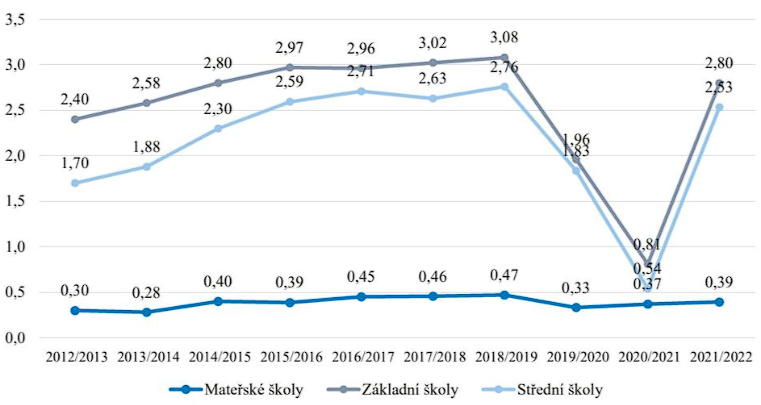 3,5
3,0
2,5
2,0
1,5
1,0
0,5
0,0
2,40 2,58 2,80 2,97 2,96 3,02 3,08 1,96 0,81 2,80
1,70 1,88 2,30 2,59 2,71 2,63 2,76 1,83 0,54 2,53
0,30 0,28 0,40 0,39 0,45 0,46 0,47 0,33 0,37 0,39
2012/2013 2013/2014 2014/2015 2015/2016 2016/2017 2017/2018 2018/2019 2019/2020 2020/2021 2021/2022
Mateřské školy Základní školy Střední školy